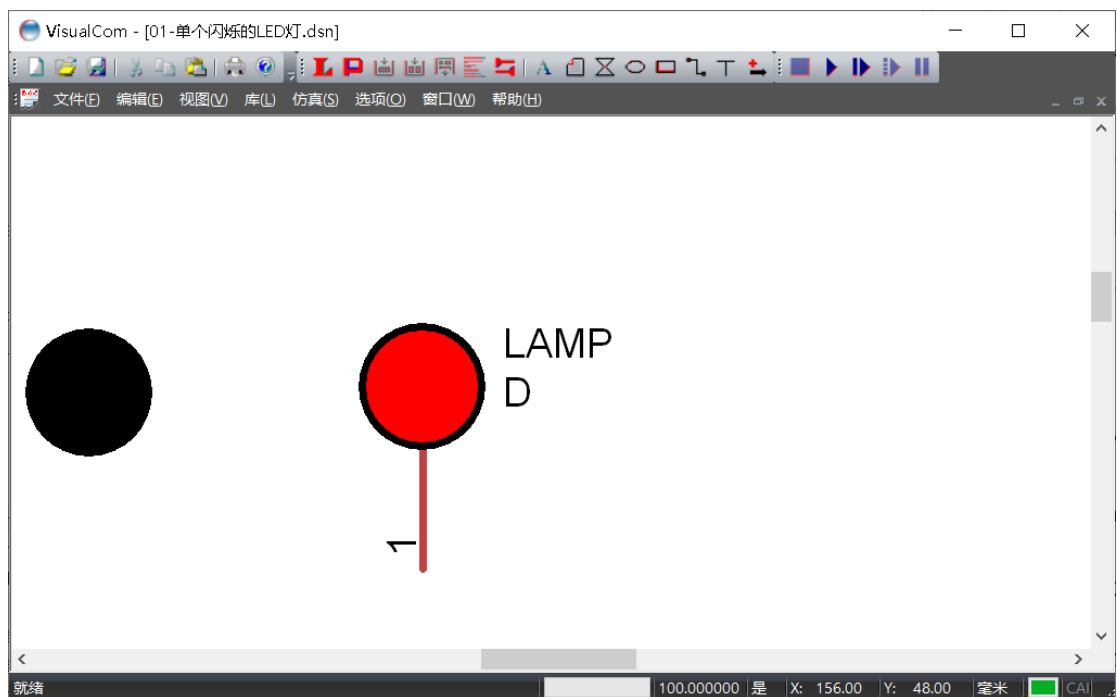 VisualCom - [01-单个闪烁的LED灯.dsn]
文件(F) 编辑(E) 视图(V) 库(L) 仿真(S) 选项(O) 窗口(W) 帮助(H)
LAMP
D
1
就绪 100.000000 是 X: 156.00 Y: 48.00 毫米 CAP